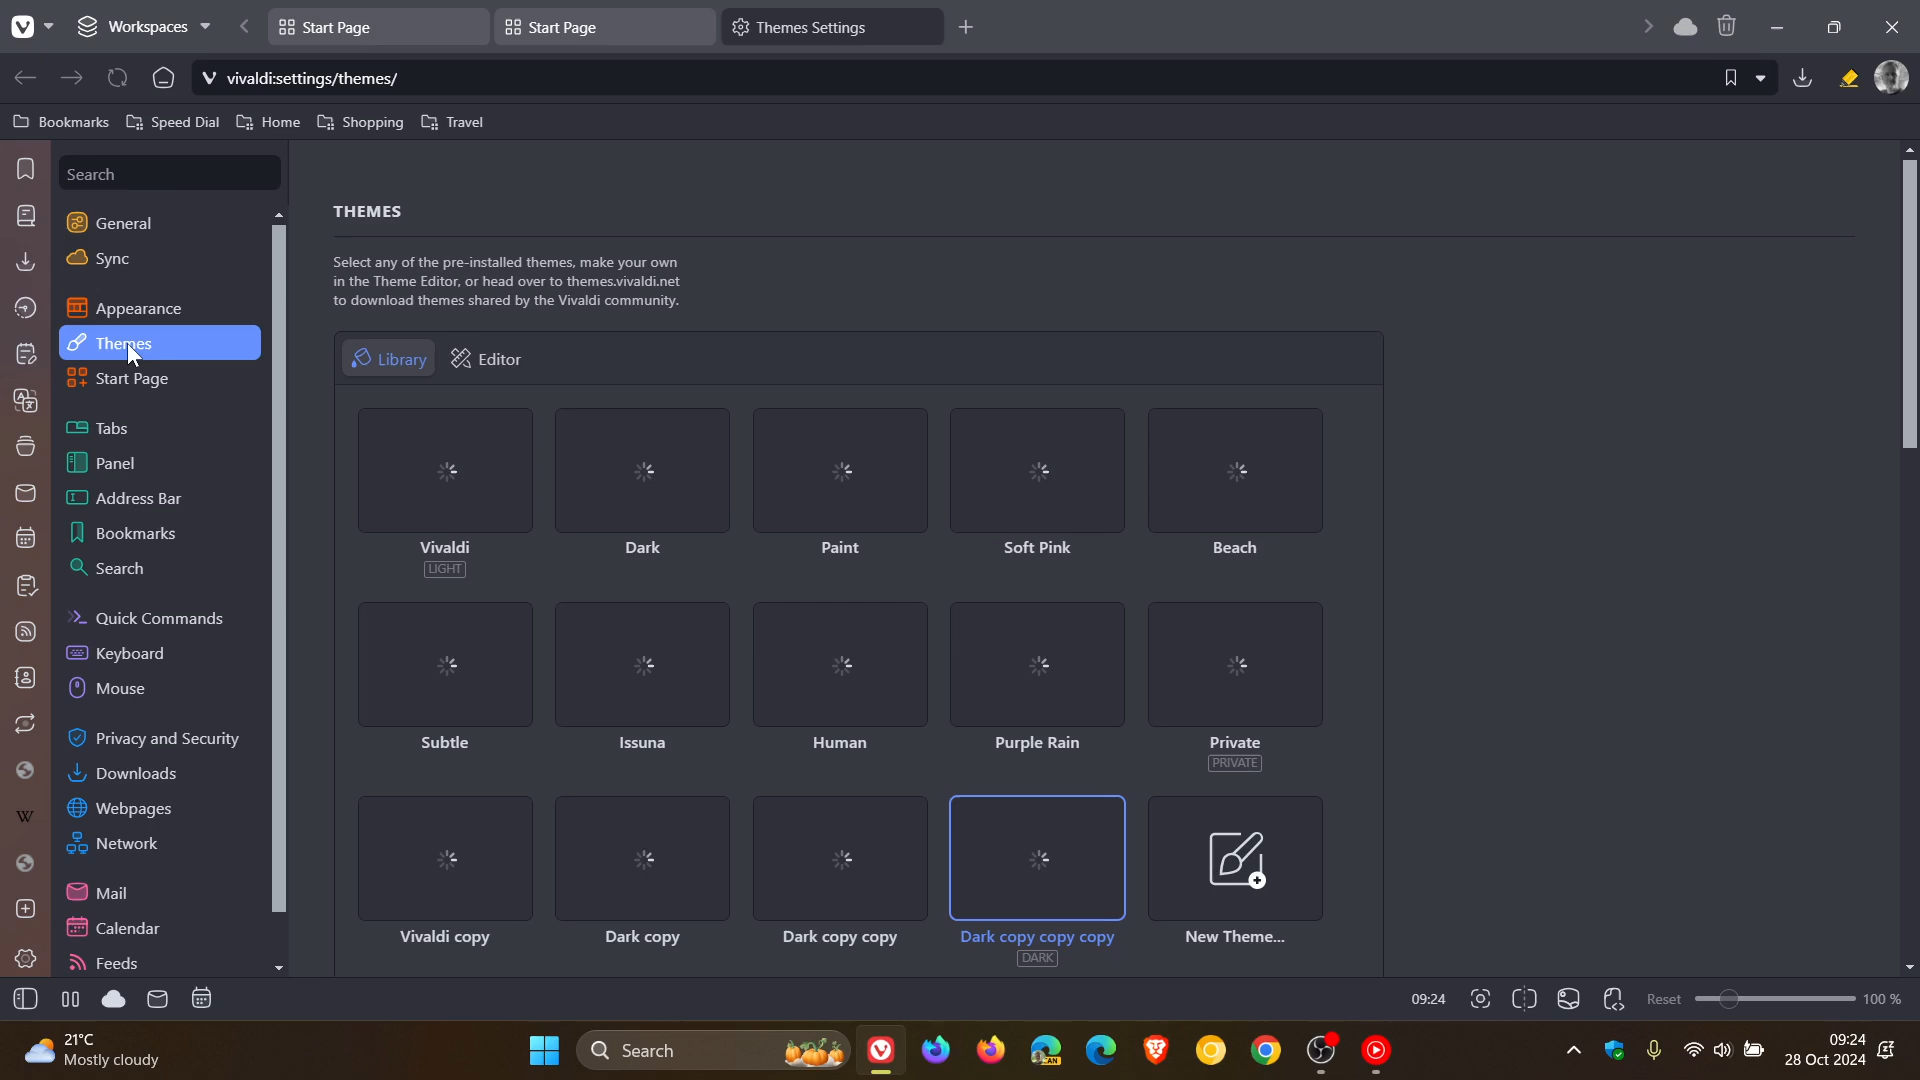 Workspaces
Start Page
Start Page
Themes Settings
vivaldi:settings/themes/
Bookmarks
Speed Dial
Home
Shopping
Travel
Search
General
Sync
Appearance
Themes
Start Page
Tabs
Panel
Address Bar
Bookmarks
Search
Quick Commands
Keyboard
Mouse
Privacy and Security
Downloads
Webpages
Network
Mail
Calendar
Feeds
W
THEMES
Select any of the pre-installed themes, make your own
in the Theme Editor, or head over to themes.vivaldi.net
to download themes shared by the Vivaldi community.
Library
Editor
Vivaldi
LIGHT
Dark
Paint
Soft Pink
Beach
Subtle
Issuna
Human
Purple Rain
Private
PRIVATE
Vivaldi copy
Dark copy
Dark copy copy
Dark copy copy copy
DARK
New Theme...
09:24
Reset
100 %
21°C
Mostly cloudy
Search
CAN
09:24
28 Oct 2024